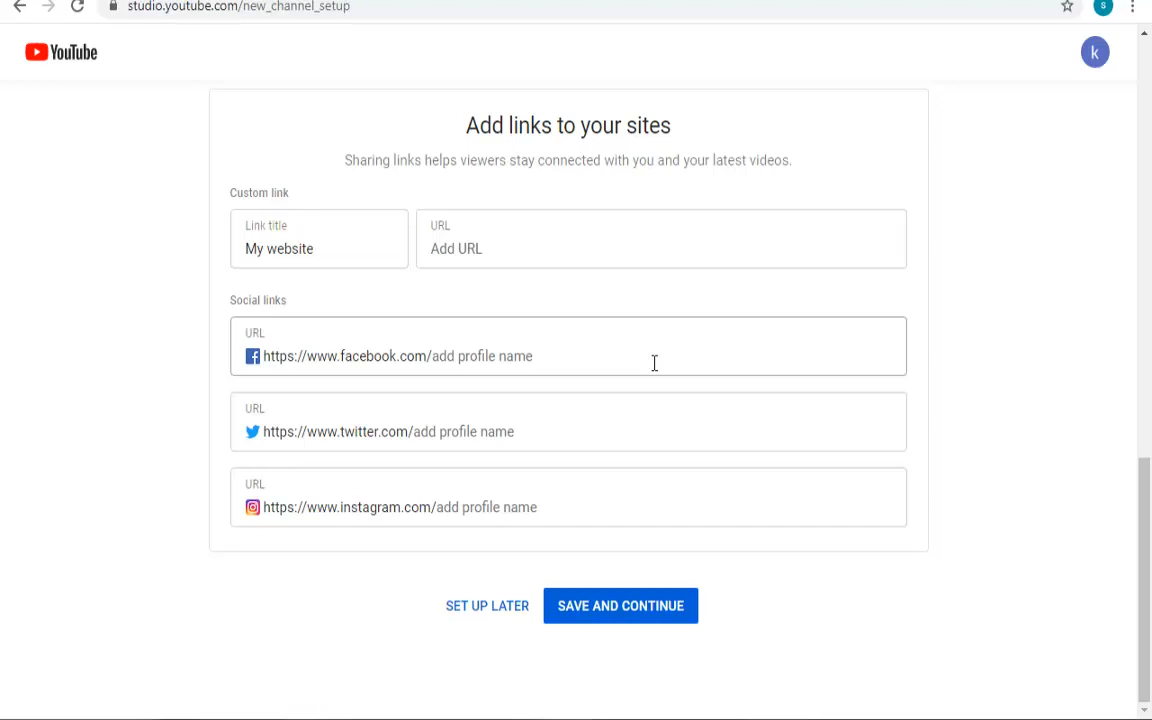 studio.youtube.com/new_channel_setup
S
YouTube
k
Add links to your sites
Sharing links helps viewers stay connected with you and your latest videos.
Custom link
Link title
My website
URL
Add URL
Social links
URL
https://www.facebook.com/add profile name
URL
https://www.twitter.com/add profile name
URL
https://www.instagram.com/add profile name
SET UP LATER
SAVE AND CONTINUE